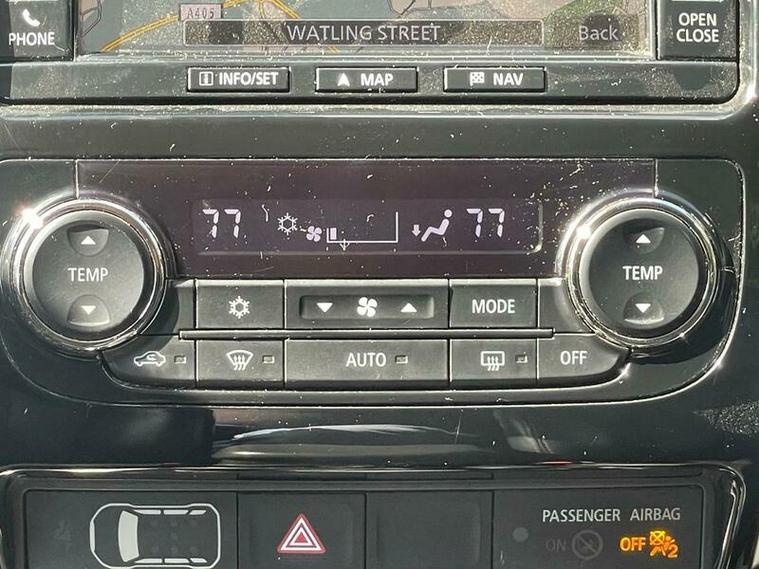 A405
PHONE
WATLING STREET
Back
OPEN
CLOSE
INFO/SET
MAP
NAV
77
77
TEMP
TEMP
MODE
AUTO
OFF
PASSENGER AIRBAG
ON
OFF 2